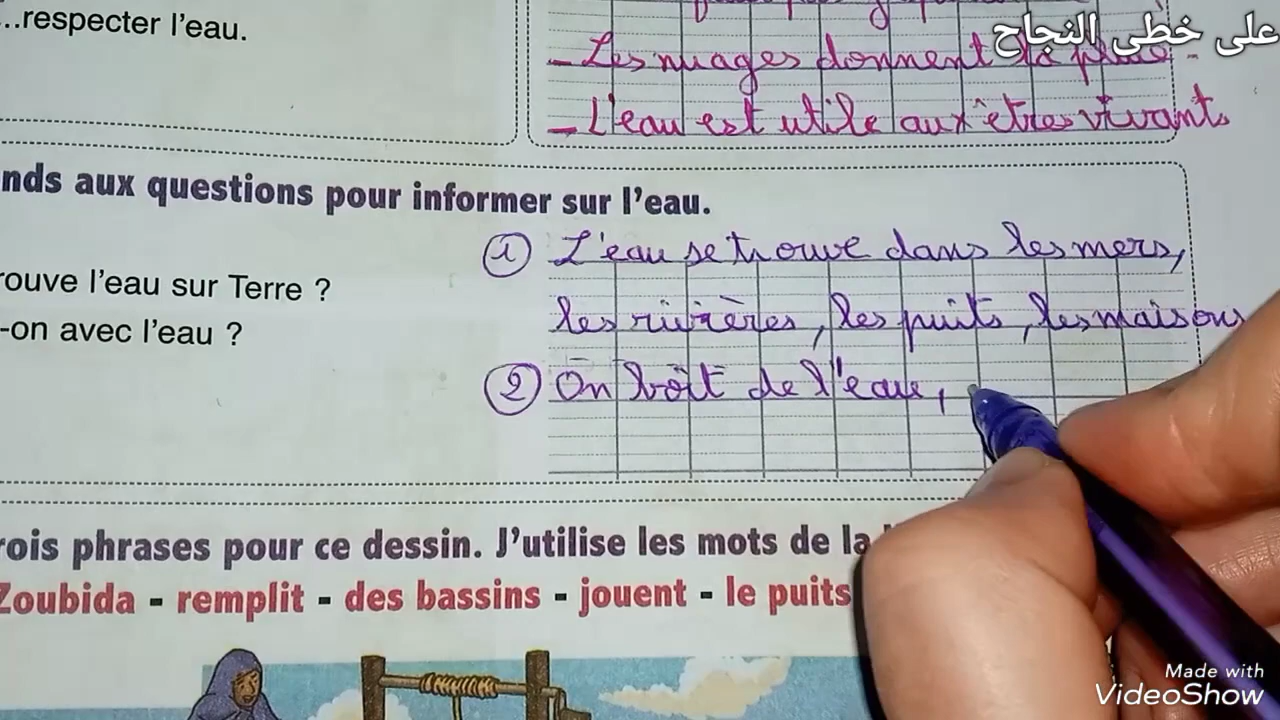 ...respecter l'eau.
على خطى النجاح
- Les nuages donnent la pluie.
- L'eau est utile aux êtres vivants
nds aux questions pour informer sur l'eau.
① L'eau se trouve dans les mers,
rouve l'eau sur Terre ?
les rivières, les puits, les maisons
-on avec l'eau ?
② On boit de l'eau,
rois phrases pour ce dessin. J'utilise les mots de la
Zoubida - remplit - des bassins - jouent - le puits
Made with
VideoShow